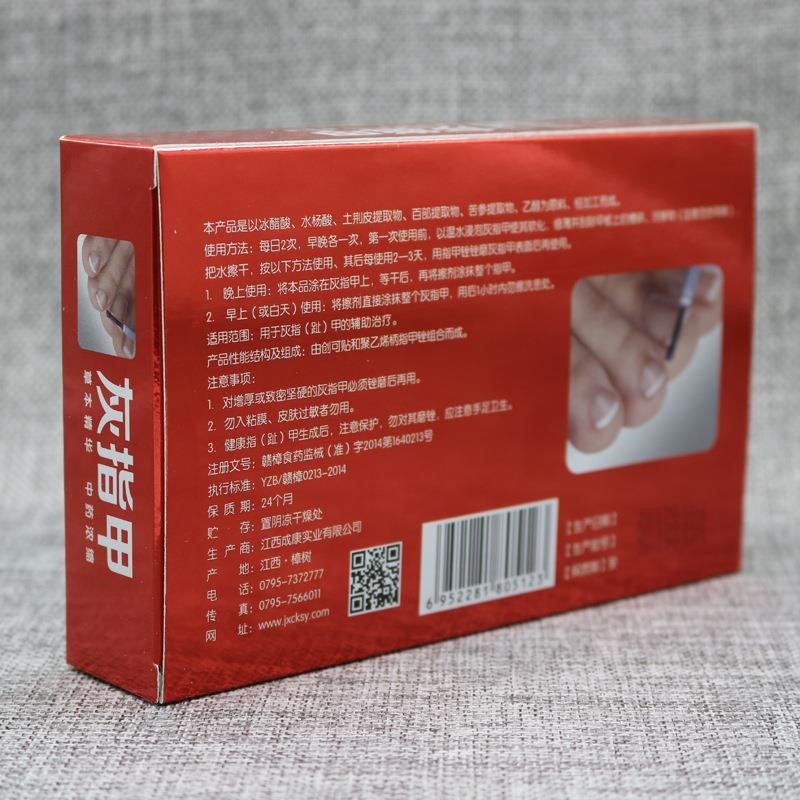 灰指甲
草本精华 中药浓缩
本产品是以冰醋酸、水杨酸、土荆皮提取物、百部提取物、苦参提取物、乙醇为原料，经加工而成。
使用方法：每日2次，早晚各一次，第一次使用前，以温水浸泡灰指甲使其软化，
把水擦干，按以下方法使用、其后每使用2—3天，用指甲锉锉磨灰指甲表面后再使用。
1. 晚上使用：将本品涂在灰指甲上，等干后，再将擦剂涂抹整个指甲。
2. 早上（或白天）使用：将擦剂直接涂抹整个灰指甲，用后1小时内勿擦洗患处。
适用范围：用于灰指（趾）甲的辅助治疗。
产品性能结构及组成：由创可贴和聚乙烯柄指甲锉组合而成。
注意事项：
1. 对增厚或致密坚硬的灰指甲必须锉磨后再用。
2. 勿入粘膜、皮肤过敏者勿用。
3. 健康指（趾）甲生成后，注意保护，勿对其磨锉，应注意手足卫生。
注册文号：赣樟食药监械（准）字2014第1640213号
执行标准：YZB/赣樟0213-2014
保质期：24个月
贮存：置阴凉干燥处
生产商：江西成康实业有限公司
产地：江西·樟树
电话：0795-7372777
传真：0795-7566011
网址：www.jxcksy.com
6 952281 805123
【生产日期】
【生产批号】